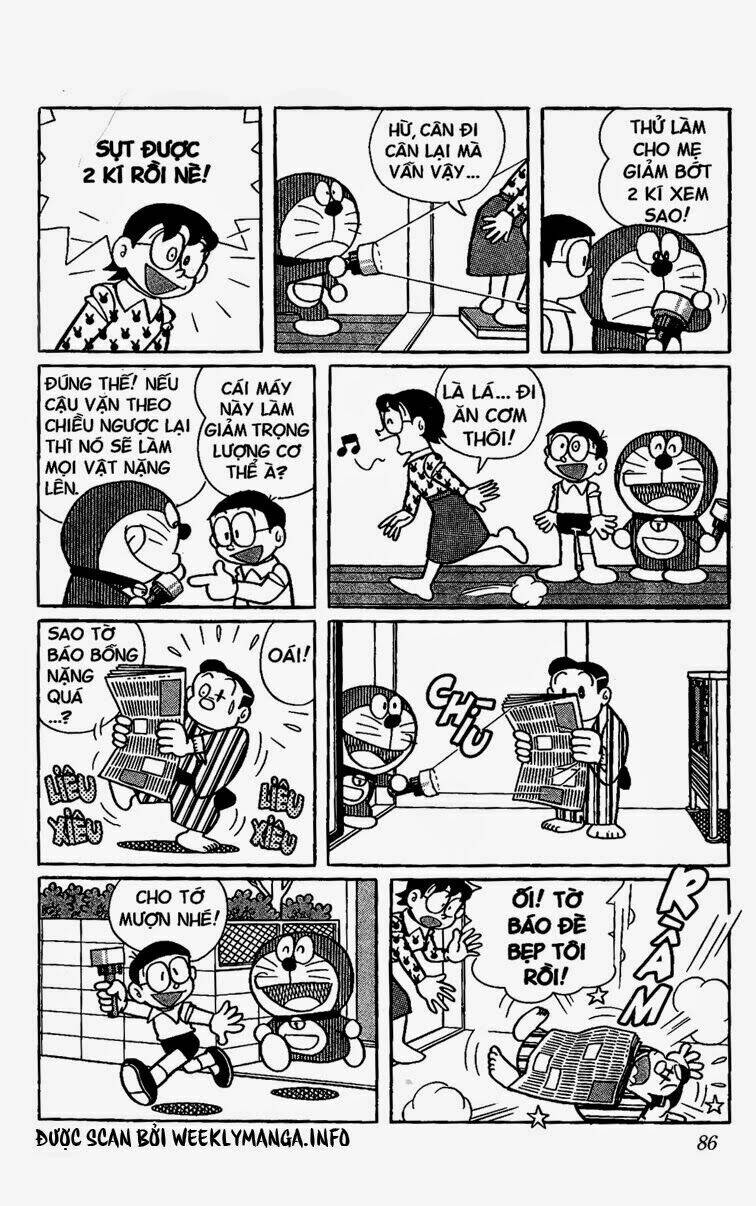 THỬ LÀM
CHO MẸ
GIẢM BỚT
2 KÍ XEM
SAO!
HỪ, CÂN ĐI
CÂN LẠI MÀ
VẪN VẬY...
SỤT ĐƯỢC
2 KÍ RỒI NÈ!
LÀ LÁ... ĐI
ĂN CƠM
THÔI!
CÁI MÁY
NÀY LÀM
GIẢM TRỌNG
LƯỢNG CƠ
THỂ À?
ĐÚNG THẾ! NẾU
CẬU VẶN THEO
CHIỀU NGƯỢC LẠI
THÌ NÓ SẼ LÀM
MỌI VẬT NẶNG
LÊN.
CHÍU
OÁI!
SAO TỜ
BÁO BỖNG
NẶNG
QUÁ
...?
LIÊU
XIÊU
LIÊU
XIÊU
RẦM
ỐI! TỜ
BÁO ĐÈ
BẸP TÔI
RỒI!
CHO TỚ
MƯỢN NHÉ!
ĐƯỢC SCAN BỞI WEEKLYMANGA.INFO
86